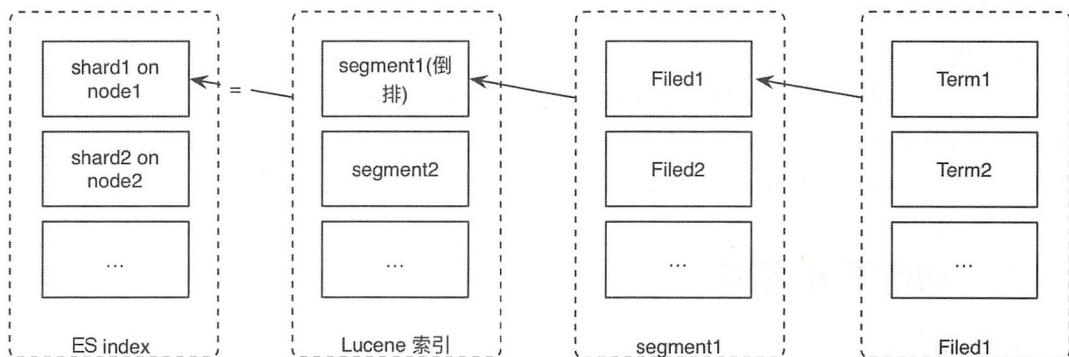 shard1 on
node1
shard2 on
node2
...
ES index
=
segment1(倒
排)
segment2
...
Lucene 索引
Filed1
Filed2
...
segment1
Term1
Term2
...
Filed1